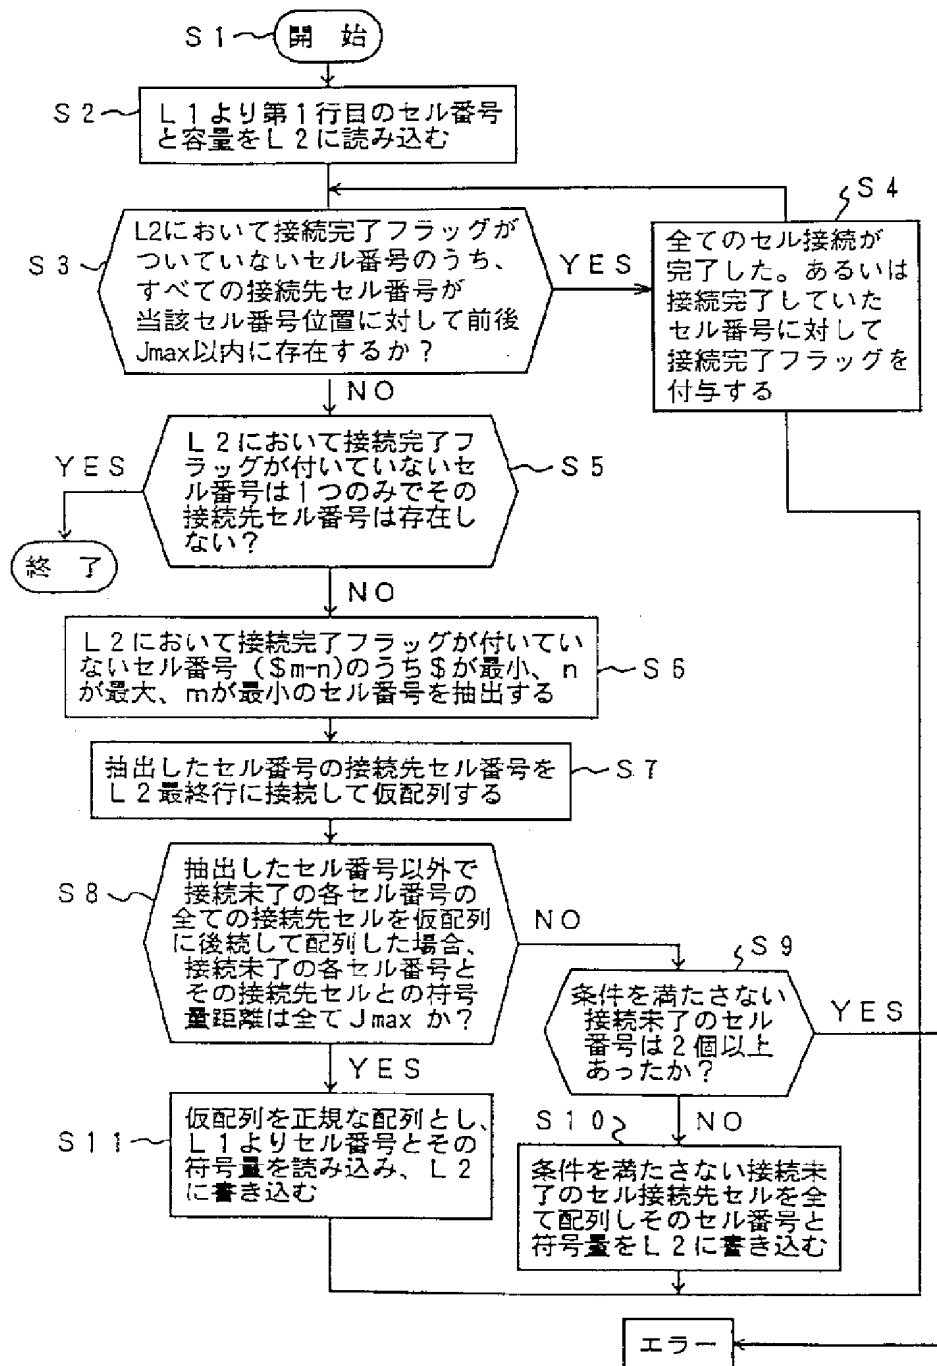 S1
開 始
S2
L1より第1行目のセル番号
と容量をL2に読み込む
S3
L2において接続完了フラッグが
ついていないセル番号のうち、
すべての接続先セル番号が
当該セル番号位置に対して前後
Jmax以内に存在するか？
YES
S4
全てのセル接続が
完了した。あるいは
接続完了していた
セル番号に対して
接続完了フラッグを
付与する
NO
L2において接続完了フ
ラッグが付いていないセ
ル番号は1つのみでその
接続先セル番号は存在し
ない？
S5
YES
終 了
NO
L2において接続完了フラッグが付いてい
ないセル番号($m-n)のうち$が最小、n
が最大、mが最小のセル番号を抽出する
S6
抽出したセル番号の接続先セル番号を
L2最終行に接続して仮配列する
S7
S8
抽出したセル番号以外で
接続未了の各セル番号の
全ての接続先セルを仮配列
に後続して配列した場合、
接続未了の各セル番号と
その接続先セルとの符号
量距離は全てJmaxか？
NO
S9
条件を満たさない
接続未了のセル
番号は2個以上
あったか？
YES
YES
S11
仮配列を正規な配列とし、
L1よりセル番号とその
符号量を読み込み、L2
に書き込む
NO
S10
条件を満たさない接続未
了のセル接続先セルを全
て配列しそのセル番号と
符号量をL2に書き込む
エラー